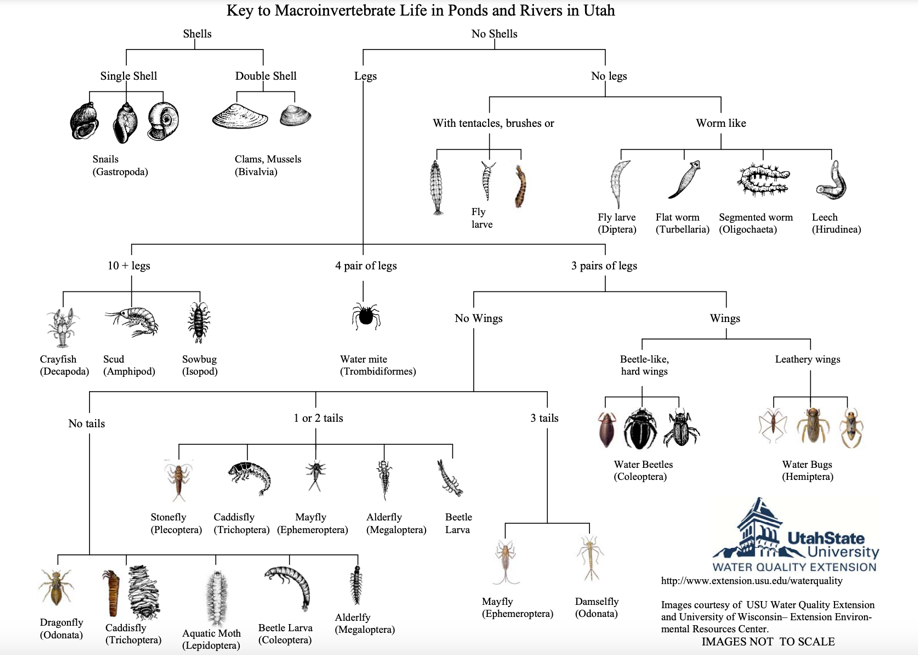 Key to Macroinvertebrate Life in Ponds and Rivers in Utah
Shells
No Shells
Single Shell
Double Shell
Legs
No legs
With tentacles, brushes or
Worm like
Snails
(Gastropoda)
Clams, Mussels
(Bivalvia)
Fly
larve
Fly larve
(Diptera)
Flat worm
(Turbellaria)
Segmented worm
(Oligochaeta)
Leech
(Hirudinea)
10 + legs
4 pair of legs
3 pairs of legs
No Wings
Wings
Crayfish
(Decapoda)
Scud
(Amphipod)
Sowbug
(Isopod)
Water mite
(Trombidiformes)
Beetle-like,
hard wings
Leathery wings
No tails
1 or 2 tails
3 tails
Water Beetles
(Coleoptera)
Water Bugs
(Hemiptera)
Stonefly
(Plecoptera)
Caddisfly
(Trichoptera)
Mayfly
(Ephemeroptera)
Alderfly
(Megaloptera)
Beetle
Larva
Mayfly
(Ephemeroptera)
Damselfly
(Odonata)
Dragonfly
(Odonata)
Caddisfly
(Trichoptera)
Aquatic Moth
(Lepidoptera)
Beetle Larva
(Coleoptera)
Alderlfy
(Megaloptera)
UtahState
University
WATER QUALITY EXTENSION
http://www.extension.usu.edu/waterquality
Images courtesy of USU Water Quality Extension
and University of Wisconsin– Extension Environ-
mental Resources Center.
IMAGES NOT TO SCALE